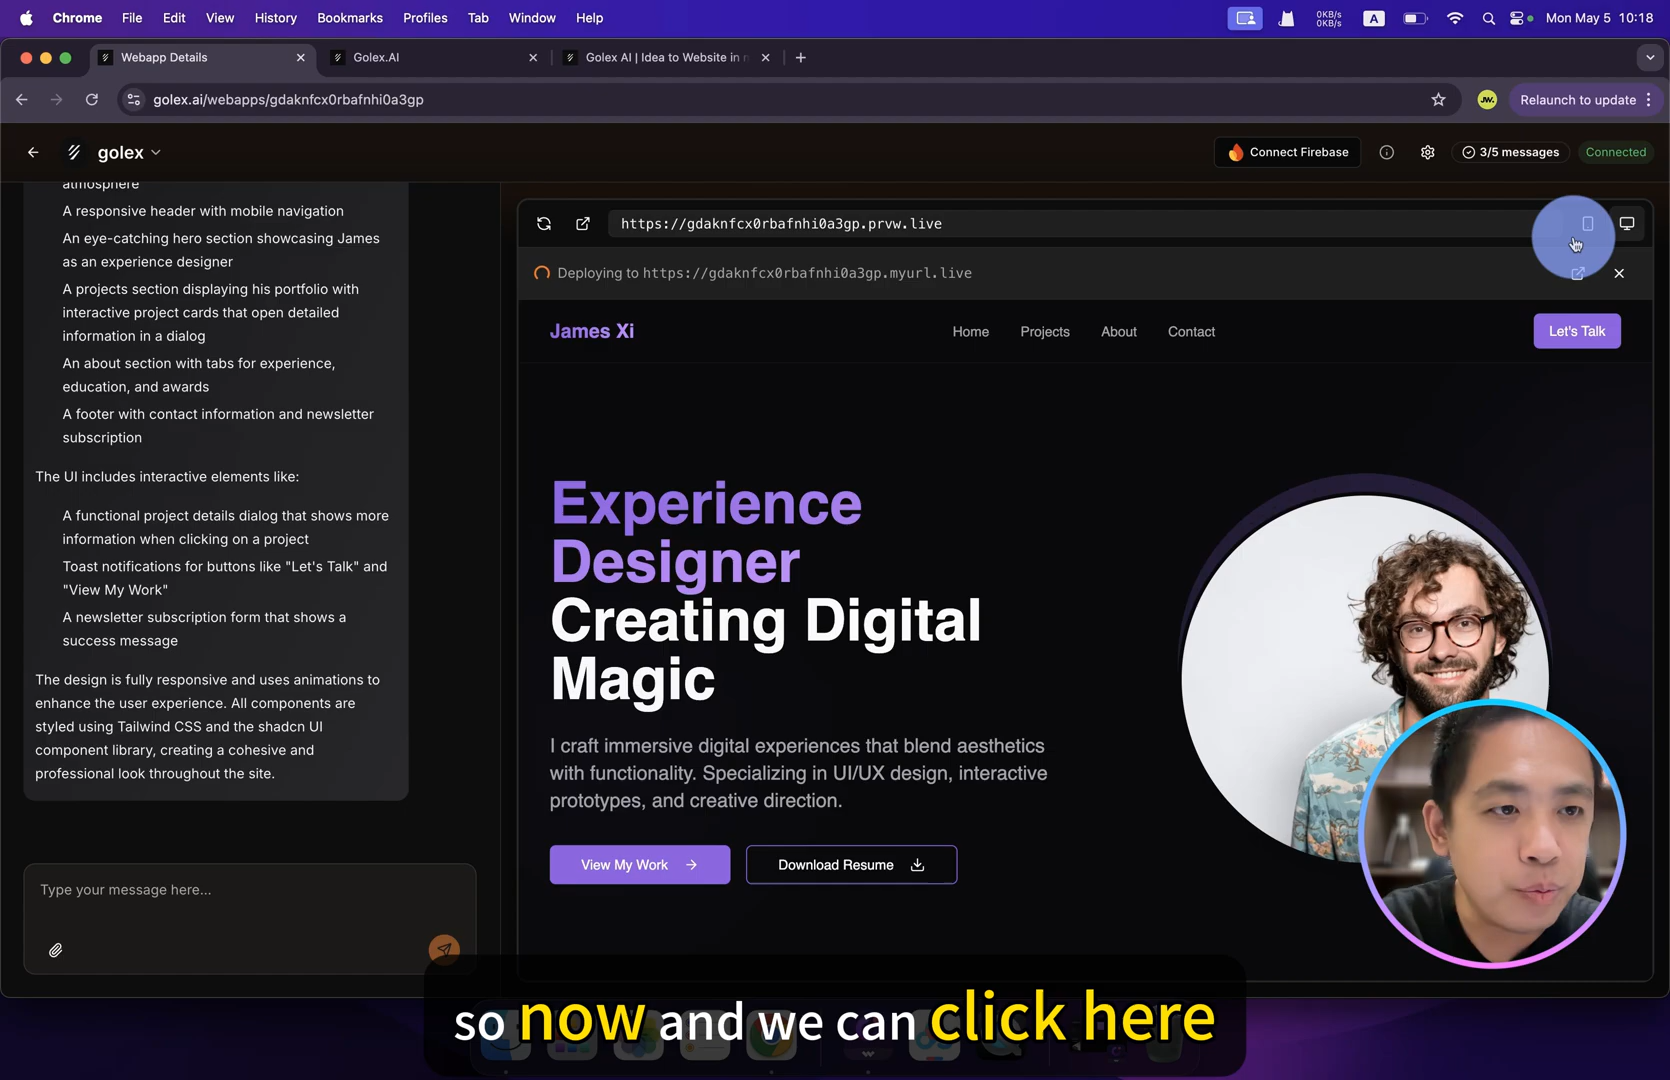 Chrome File Edit View History Bookmarks Profiles Tab Window Help
0KB/s
0KB/s
A
Mon May 5 10:18
Webapp Details
Golex.AI
Golex AI | Idea to Website in
golex.ai/webapps/gdaknfcx0rbafnhi0a3gp
JW.
Relaunch to update
golex
Connect Firebase
3/5 messages
Connected
atmosphere
A responsive header with mobile navigation
An eye-catching hero section showcasing James
as an experience designer
A projects section displaying his portfolio with
interactive project cards that open detailed
information in a dialog
An about section with tabs for experience,
education, and awards
A footer with contact information and newsletter
subscription
The UI includes interactive elements like:
A functional project details dialog that shows more
information when clicking on a project
Toast notifications for buttons like "Let's Talk" and
"View My Work"
A newsletter subscription form that shows a
success message
The design is fully responsive and uses animations to
enhance the user experience. All components are
styled using Tailwind CSS and the shadcn UI
component library, creating a cohesive and
professional look throughout the site.
Type your message here...
https://gdaknfcx0rbafnhi0a3gp.prvw.live
Deploying to https://gdaknfcx0rbafnhi0a3gp.myurl.live
James Xi
Home Projects About Contact
Let's Talk
Experience
Designer
Creating Digital
Magic
I craft immersive digital experiences that blend aesthetics
with functionality. Specializing in UI/UX design, interactive
prototypes, and creative direction.
View My Work
Download Resume
so now and we can click here